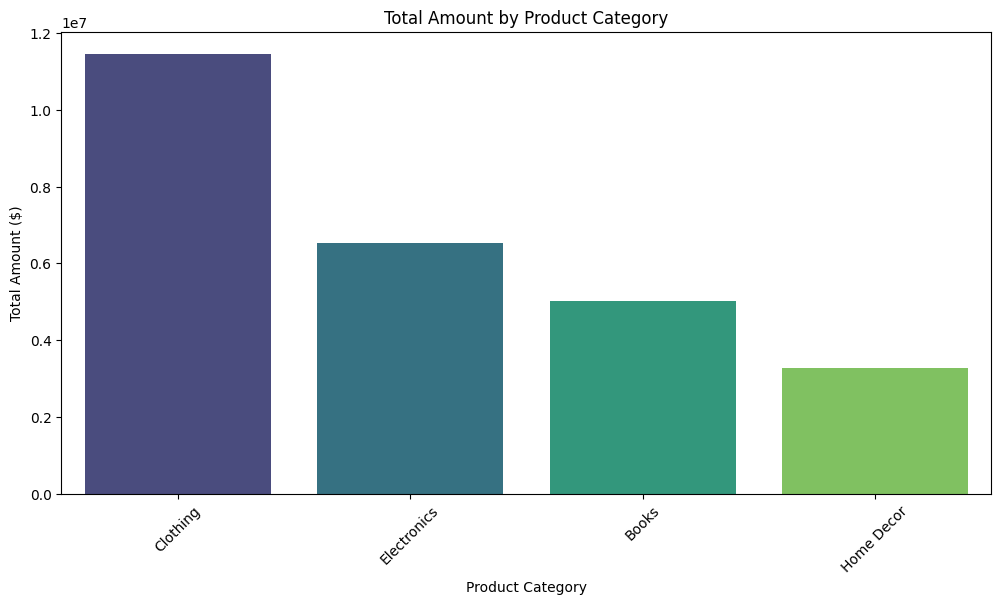 Total Amount by Product Category
1e7
1.2
1.0
0.8
0.6
0.4
0.2
0.0
Total Amount ($)
Clothing
Electronics
Books
Home Decor
Product Category